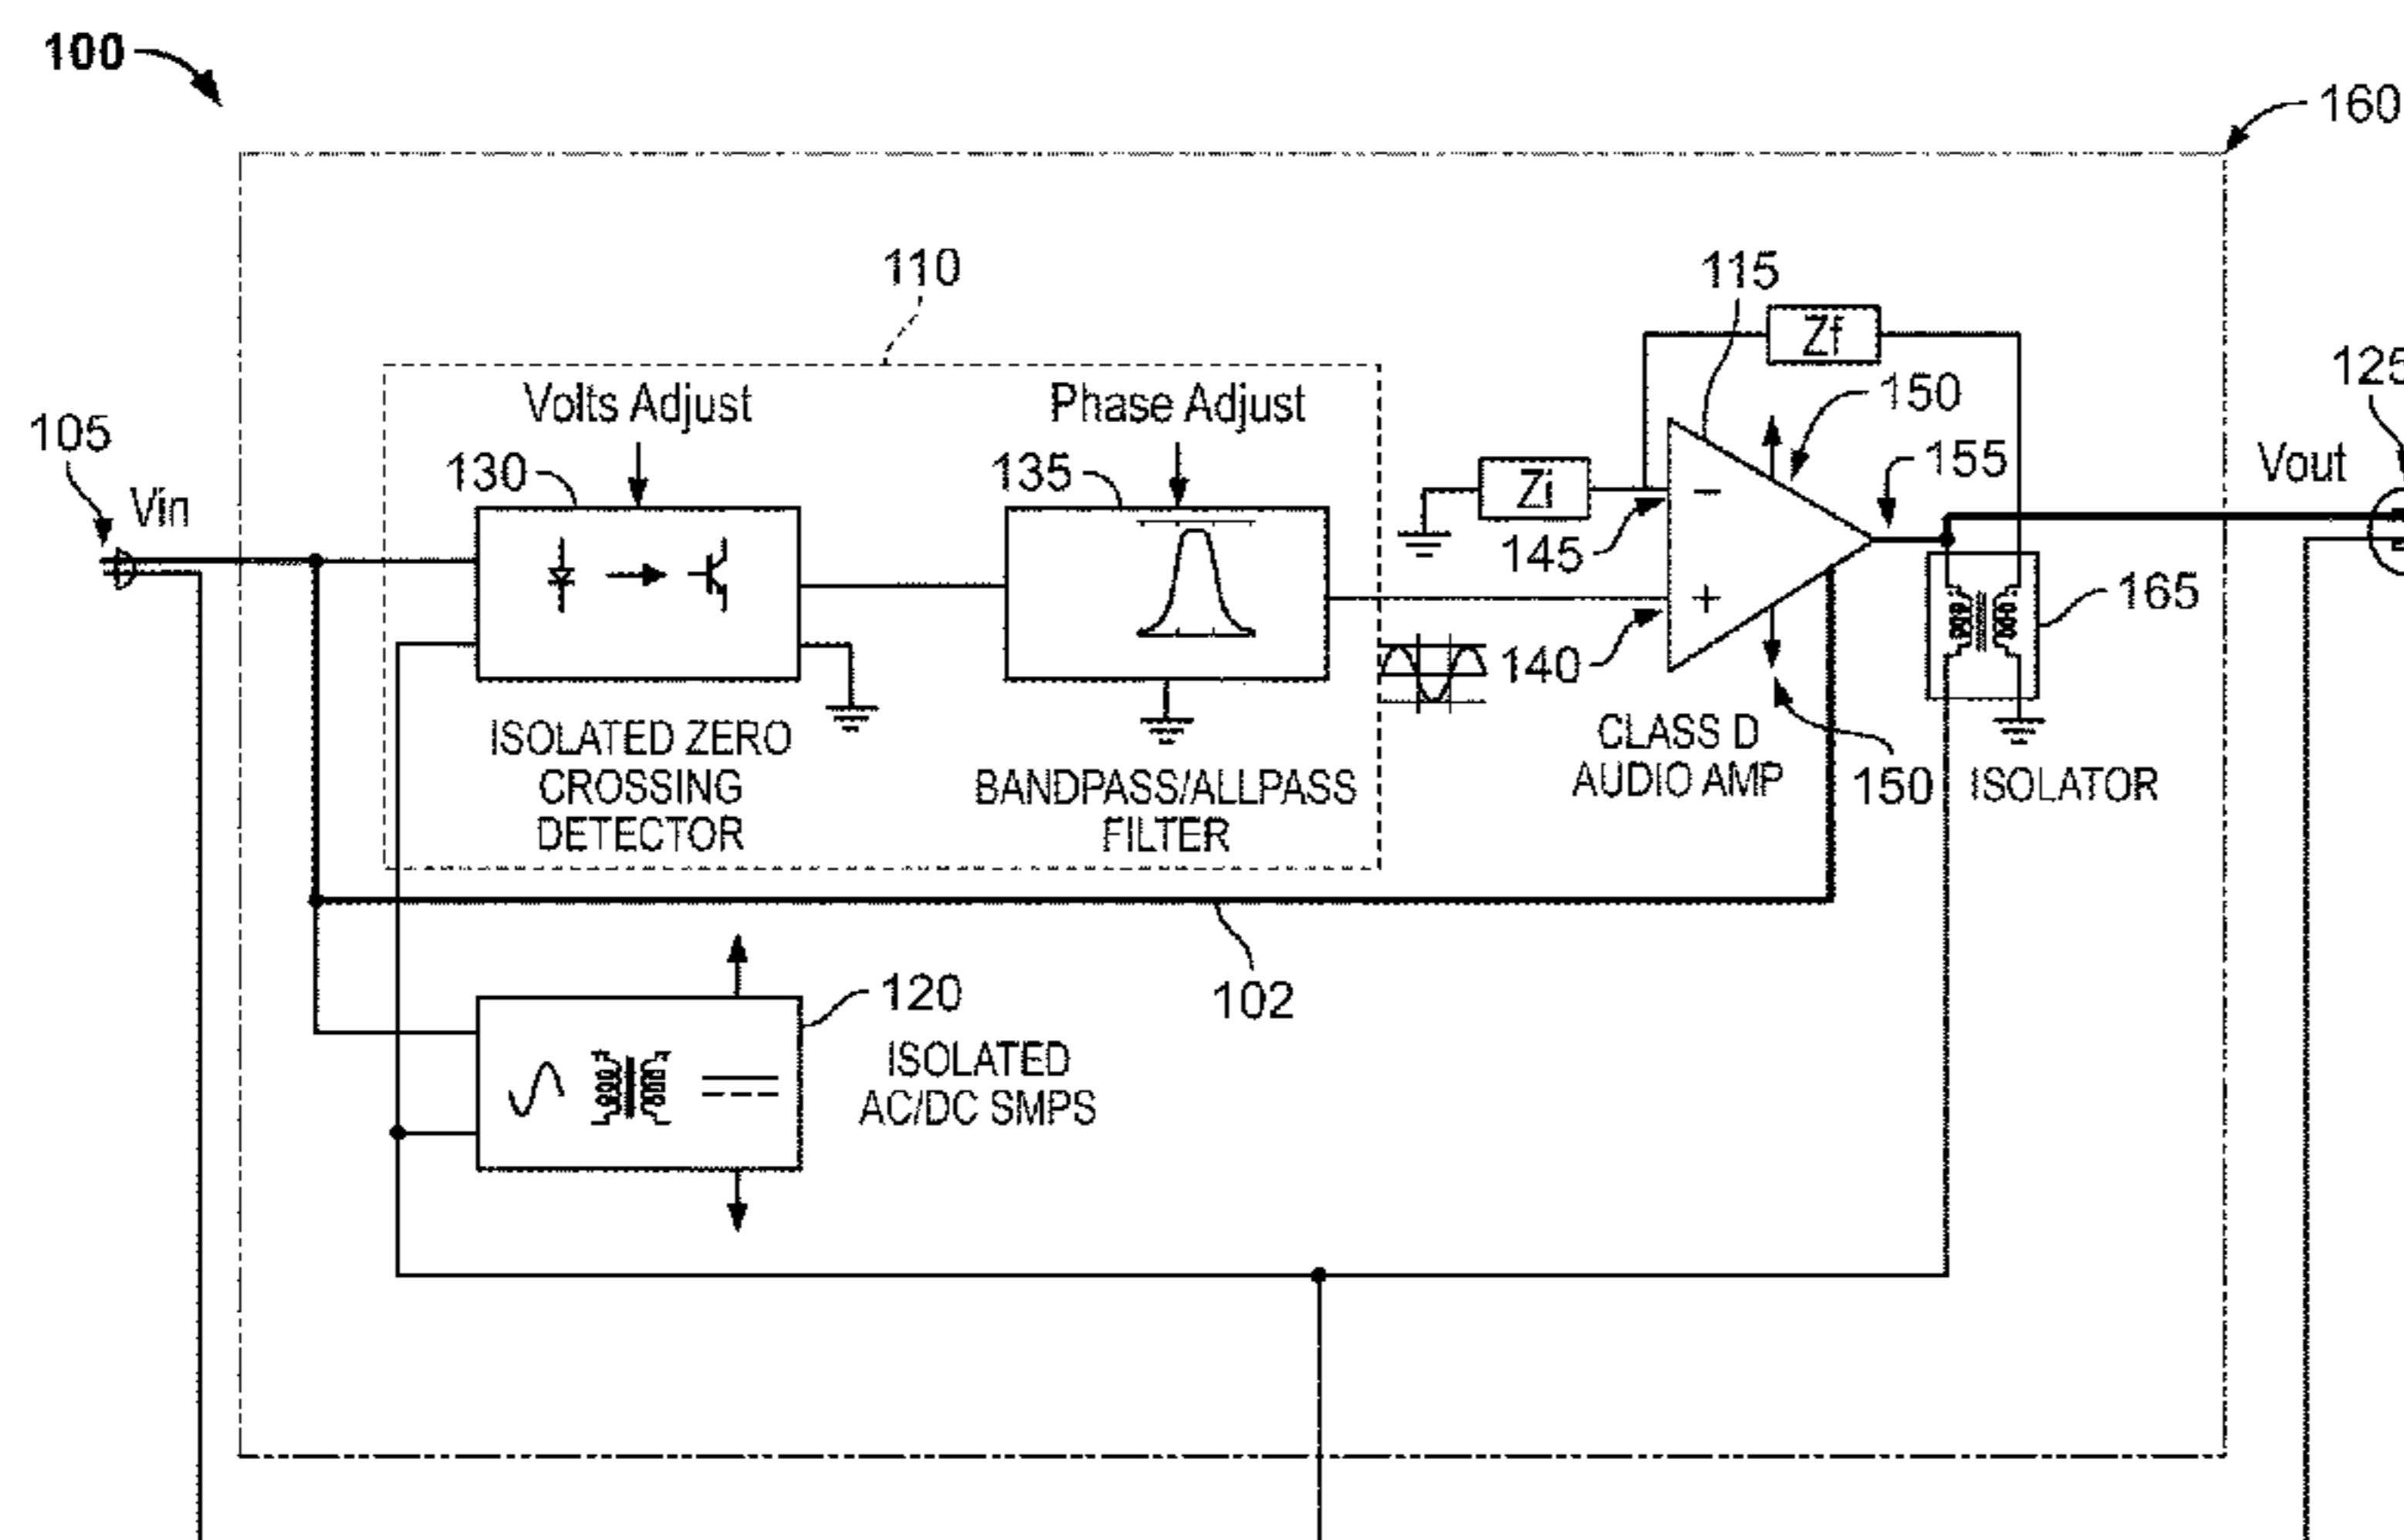 100
160
110
115
Zf
125
Volts Adjust
Phase Adjust
150
105
130
135
155
Vout
Vin
Zi
−
145
+
165
140
ISOLATED ZERO
CROSSING
DETECTOR
BANDPASS/ALLPASS
FILTER
CLASS D
AUDIO AMP
150
ISOLATOR
102
120
ISOLATED
AC/DC SMPS